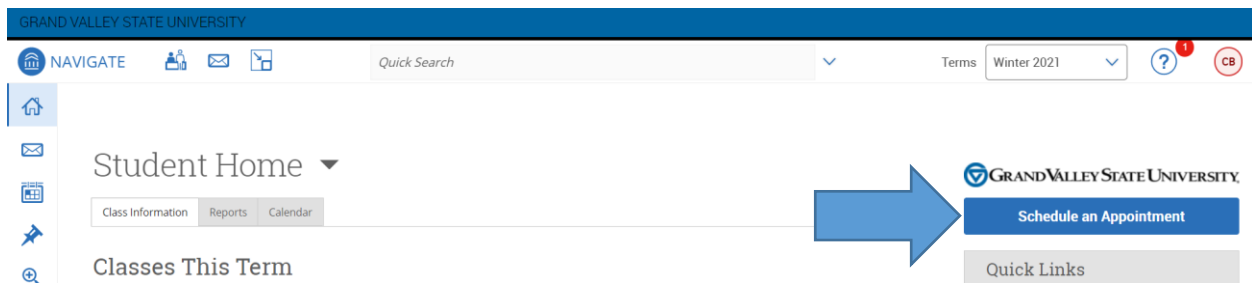 GRAND VALLEY STATE UNIVERSITY
NAVIGATE Quick Search Terms Winter 2021 ? 1 CB
Student Home
GRAND VALLEY STATE UNIVERSITY
Class Information Reports Calendar
Schedule an Appointment
Classes This Term
Quick Links